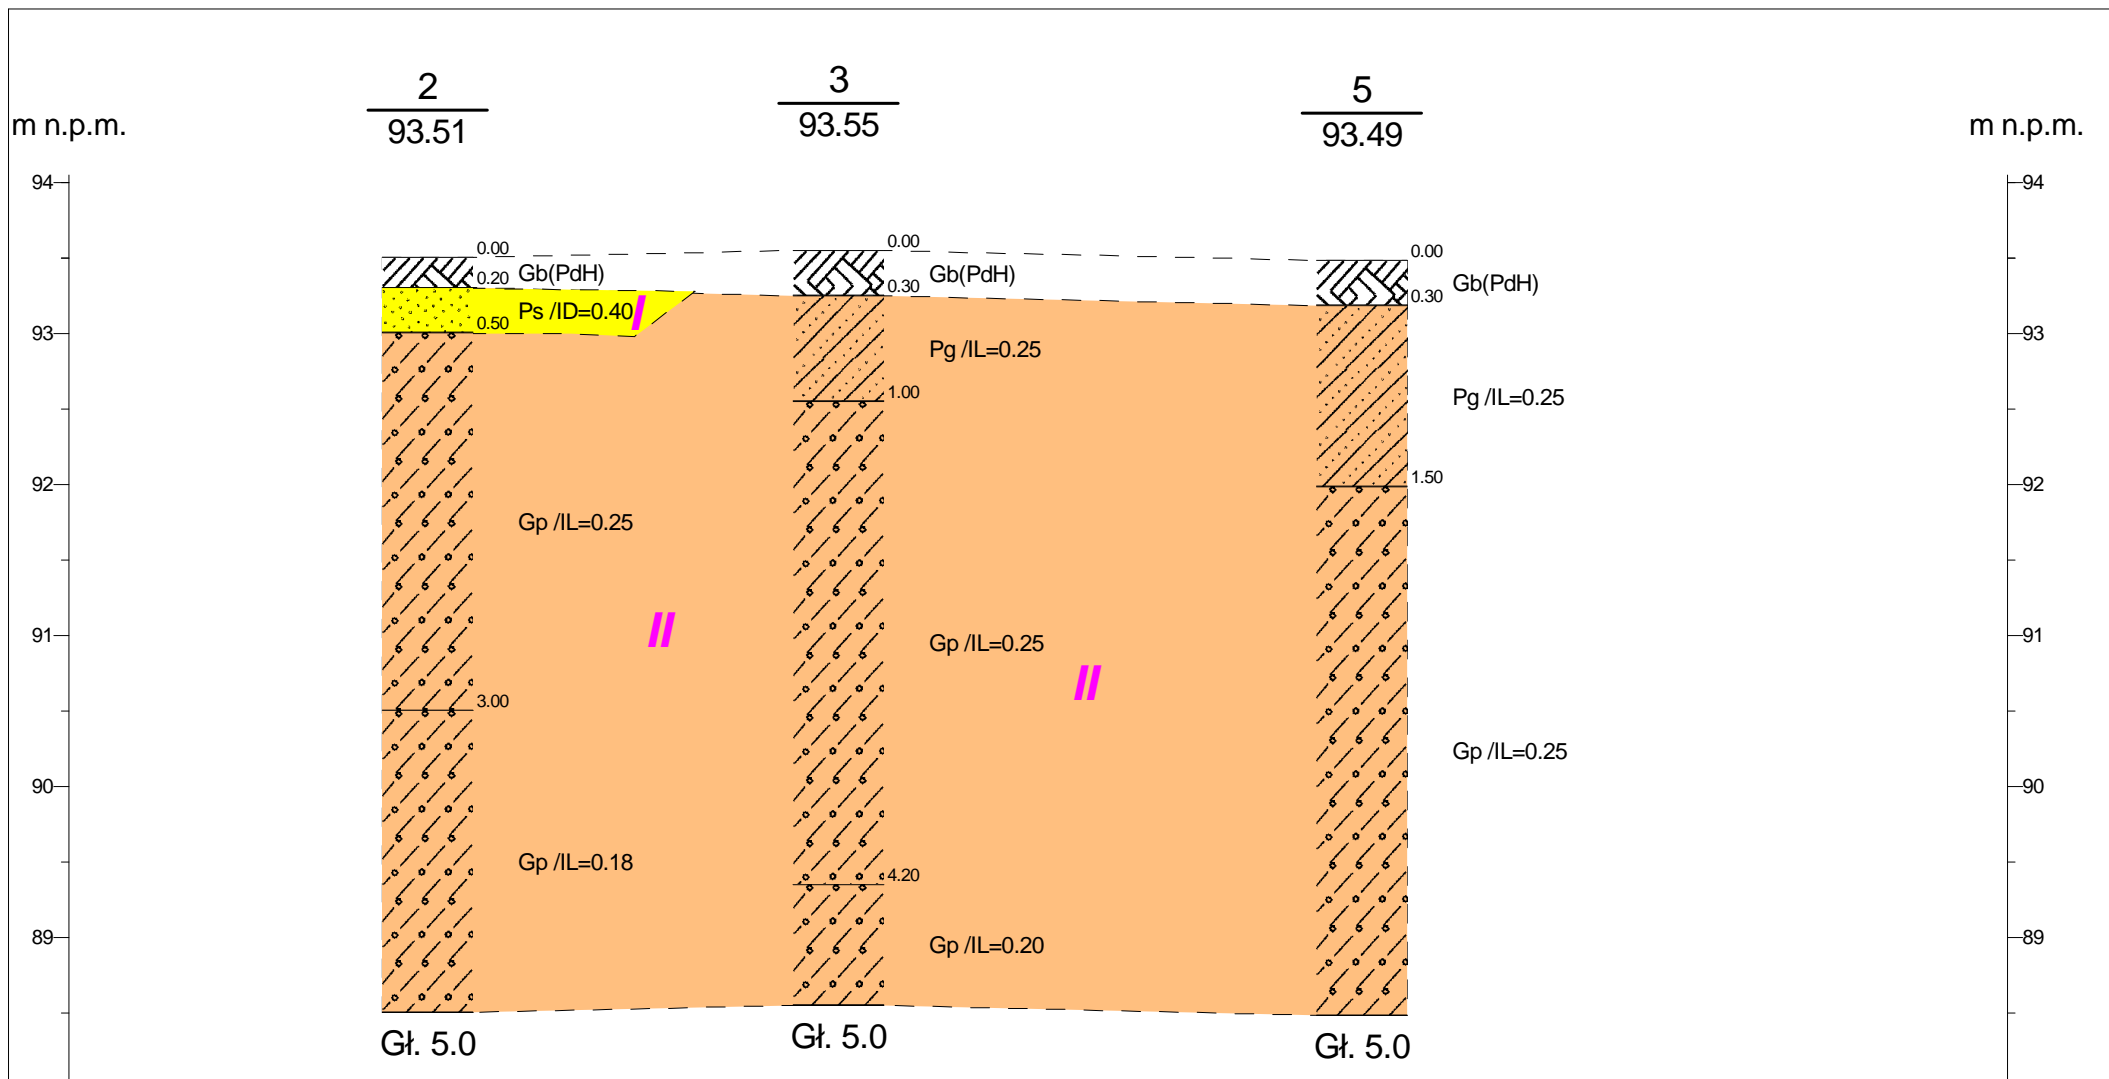 2
93.51
3
93.55
5
93.49
m n.p.m.
m n.p.m.
94
94
0.00
0.00
0.00
0.20
Gb(PdH)
0.30
Gb(PdH)
0.30
Gb(PdH)
0.50
Ps /ID=0.40
I
93
93
Pg /IL=0.25
1.00
Pg /IL=0.25
1.50
92
92
Gp /IL=0.25
II
91
91
Gp /IL=0.25
II
3.00
Gp /IL=0.25
90
90
Gp /IL=0.18
4.20
89
89
Gp /IL=0.20
Gł. 5.0
Gł. 5.0
Gł. 5.0